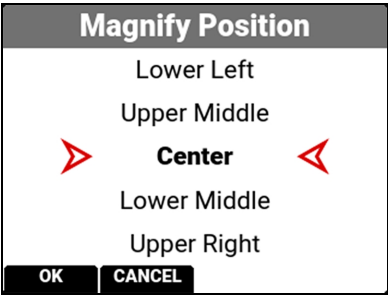 Magnify Position
Lower Left
Upper Middle
Center
Lower Middle
Upper Right
OK CANCEL